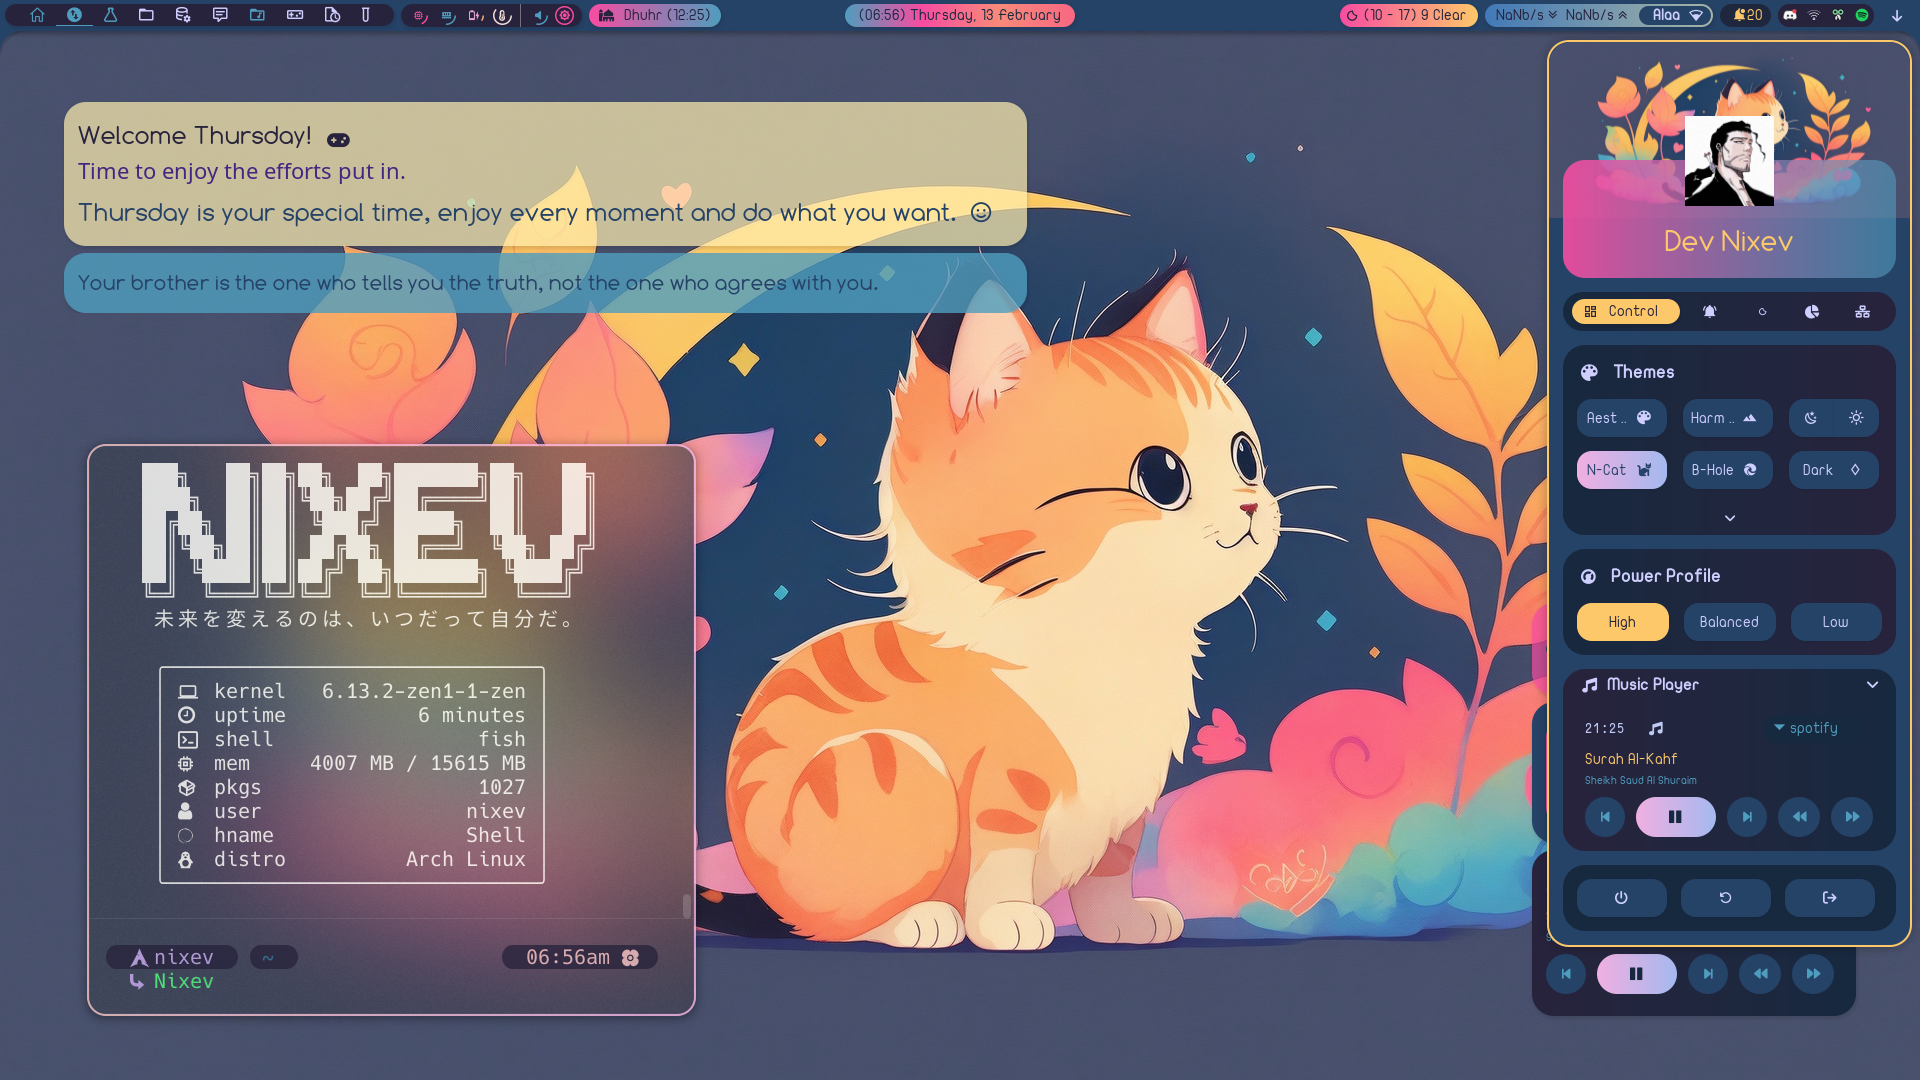 Dhuhr (12:25)
(06:56) Thursday, 13 February
(10 - 17) 9 Clear
NaNb/s NaNb/s Alaa
20
Welcome Thursday!
Time to enjoy the efforts put in.
Thursday is your special time, enjoy every moment and do what you want.
Your brother is the one who tells you the truth, not the one who agrees with you.
NIXEV
未来を変えるのは、いつだって自分だ。
kernel 6.13.2-zen1-1-zen
uptime 6 minutes
shell fish
mem 4007 MB / 15615 MB
pkgs 1027
user nixev
hname Shell
distro Arch Linux
nixev ~ 06:56am
Nixev
Dev Nixev
Control
Themes
Aest .. Harm ..
N-Cat B-Hole Dark
Power Profile
High Balanced Low
Music Player
21:25 spotify
Surah Al-Kahf
Sheikh Saud Al Shuraim